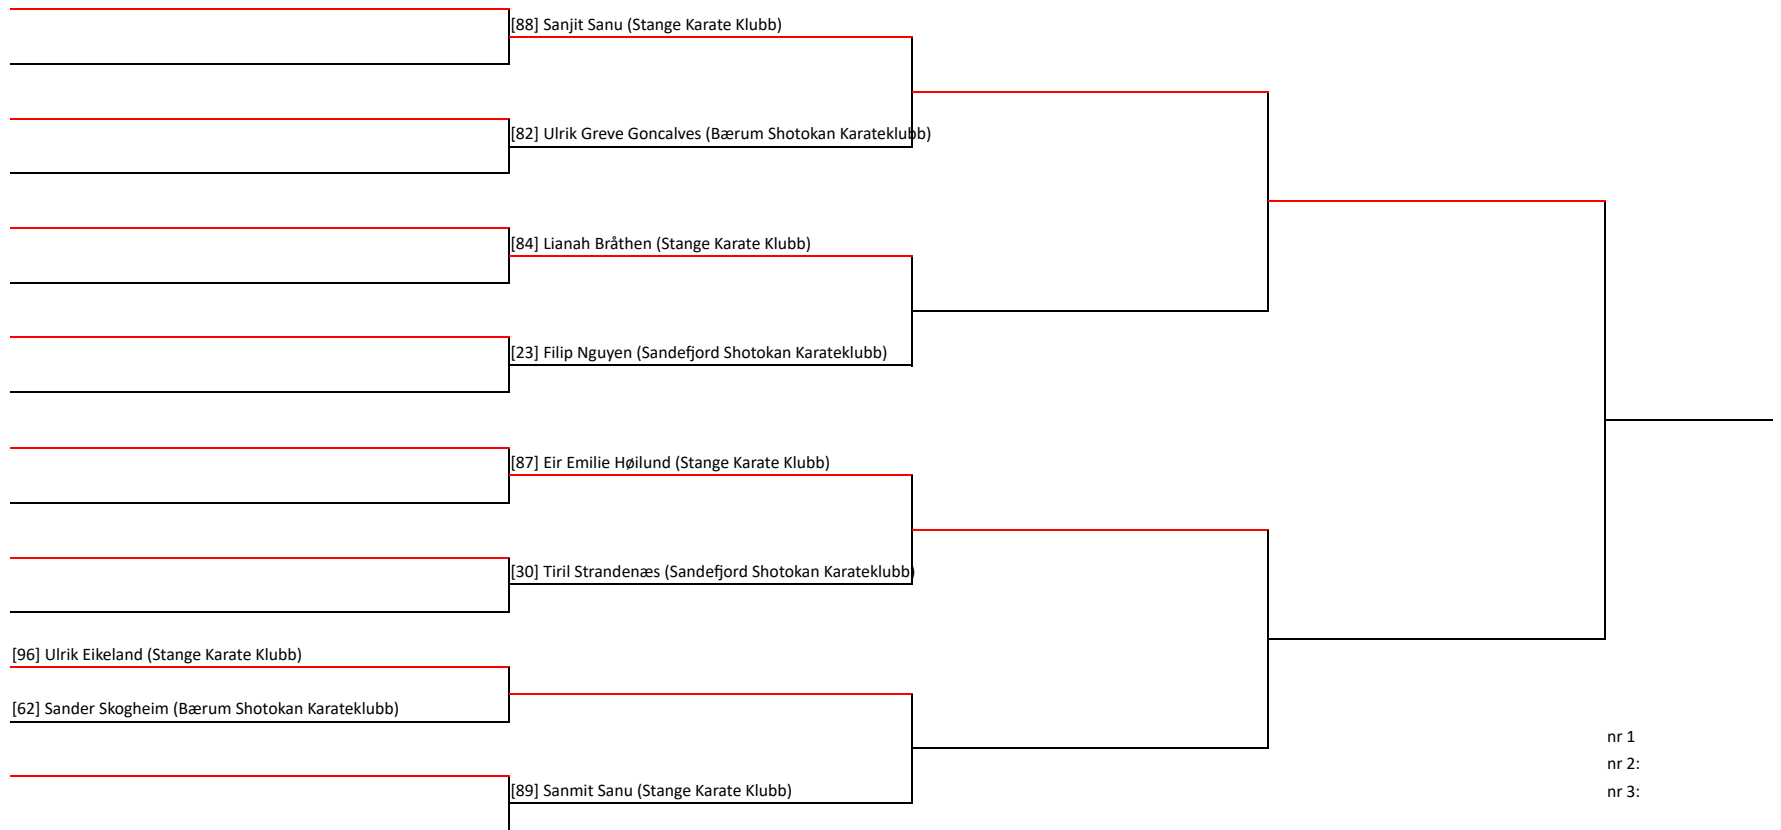 [88] Sanjit Sanu (Stange Karate Klubb)
[82] Ulrik Greve Goncalves (Bærum Shotokan Karateklubb)
[84] Lianah Bråthen (Stange Karate Klubb)
[23] Filip Nguyen (Sandefjord Shotokan Karateklubb)
[87] Eir Emilie Høilund (Stange Karate Klubb)
[30] Tiril Strandenæs (Sandefjord Shotokan Karateklubb)
[96] Ulrik Eikeland (Stange Karate Klubb)
[62] Sander Skogheim (Bærum Shotokan Karateklubb)
[89] Sanmit Sanu (Stange Karate Klubb)
nr 1
nr 2:
nr 3: